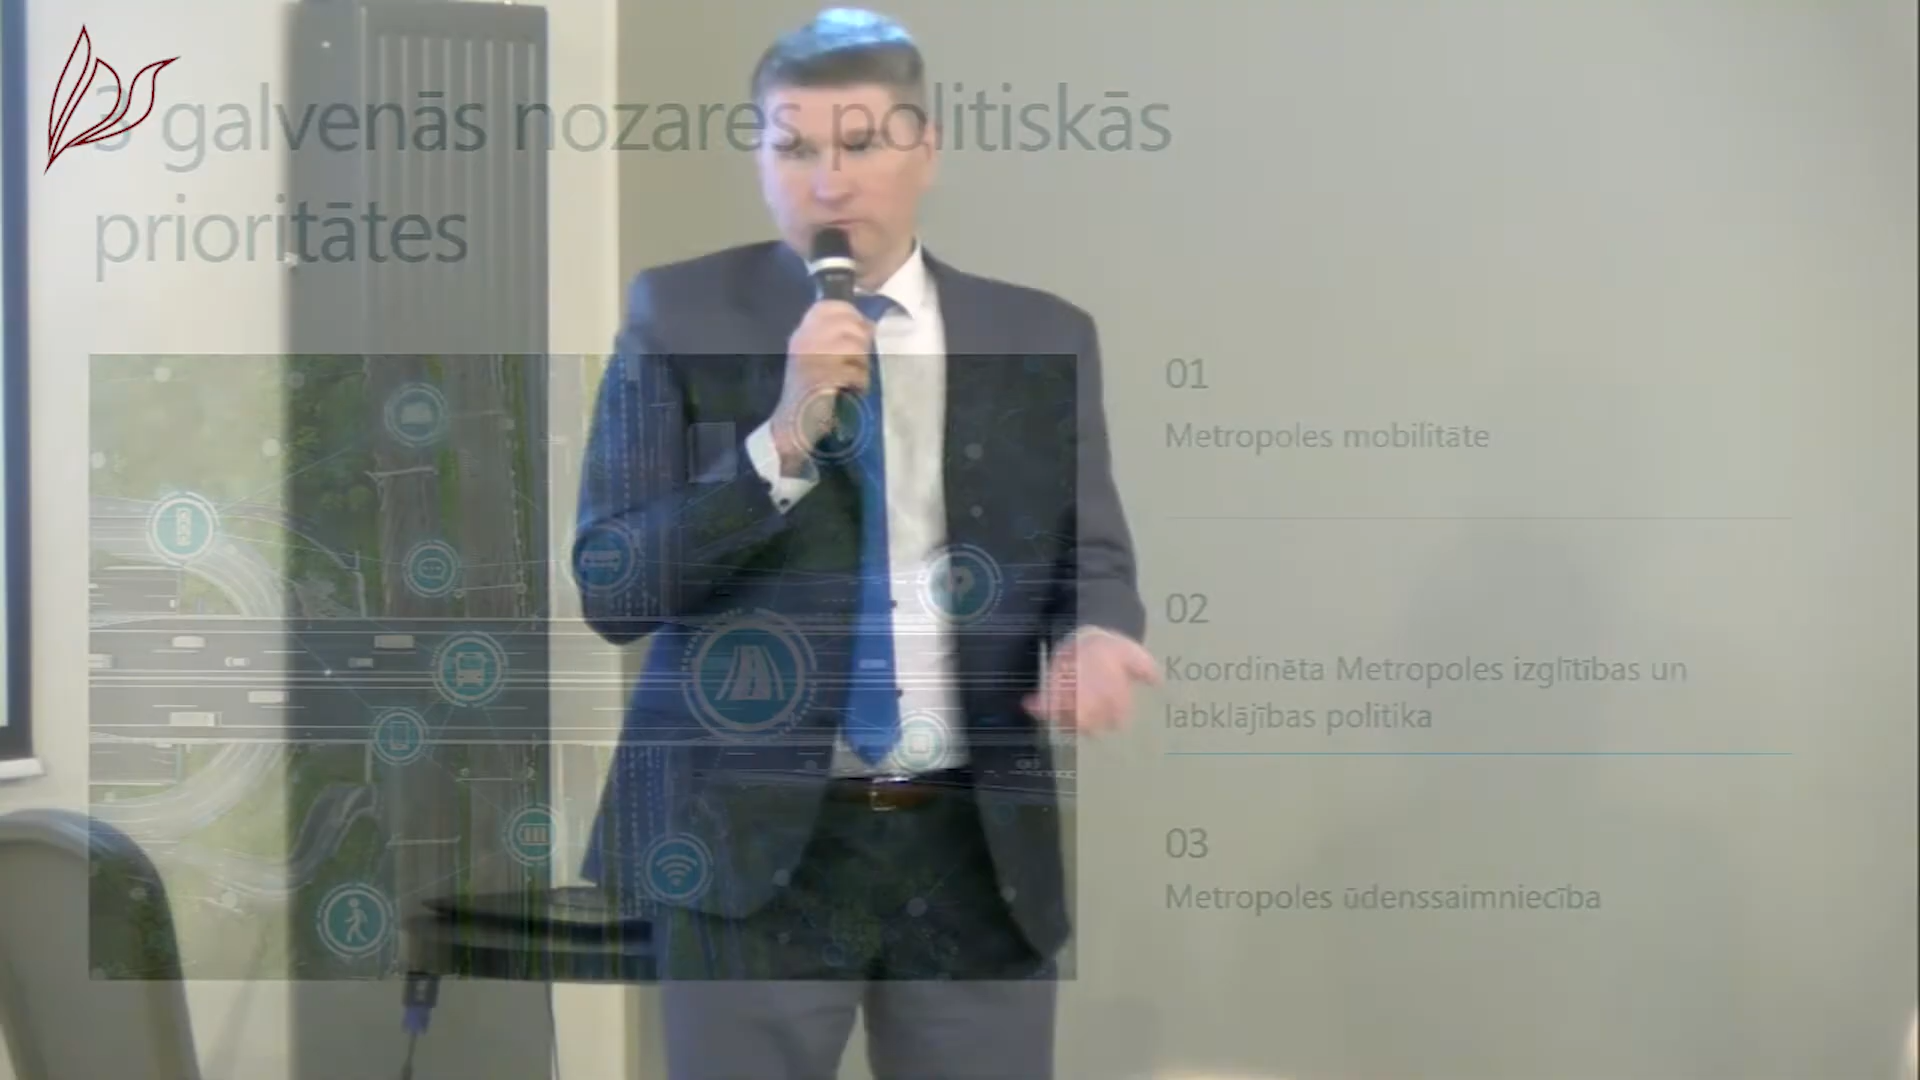 3 galvenās nozares politiskās
prioritātes
01
Metropoles mobilitāte
02
Koordinēta Metropoles izglītības un
labklājības politika
03
Metropoles ūdenssaimniecība